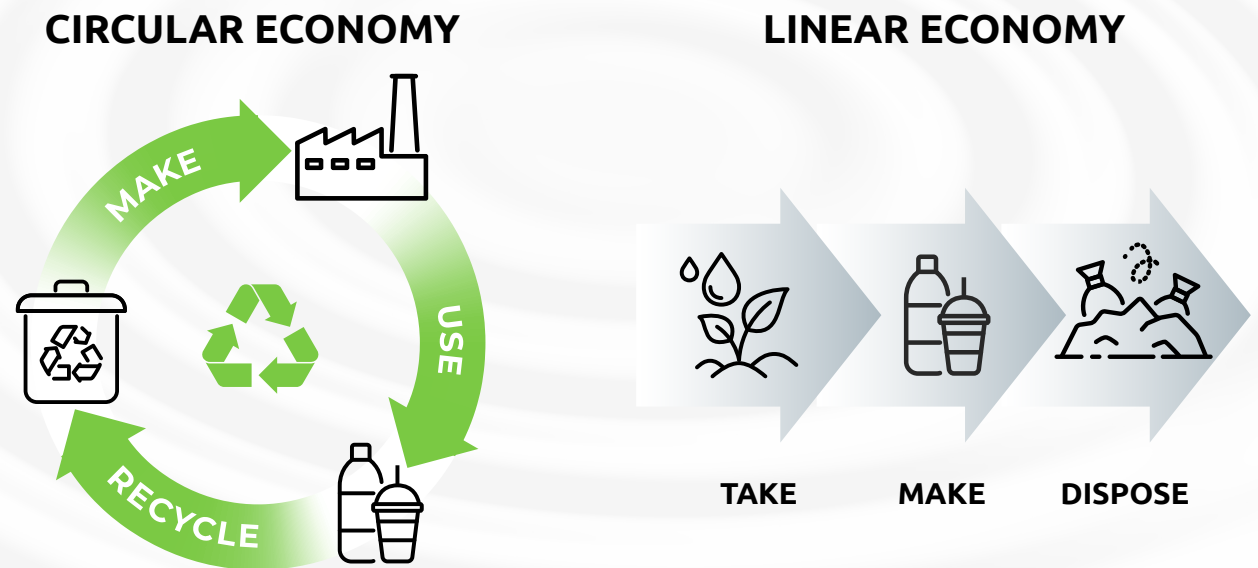 CIRCULAR ECONOMY
LINEAR ECONOMY
MAKE
USE
RECYCLE
TAKE
MAKE
DISPOSE